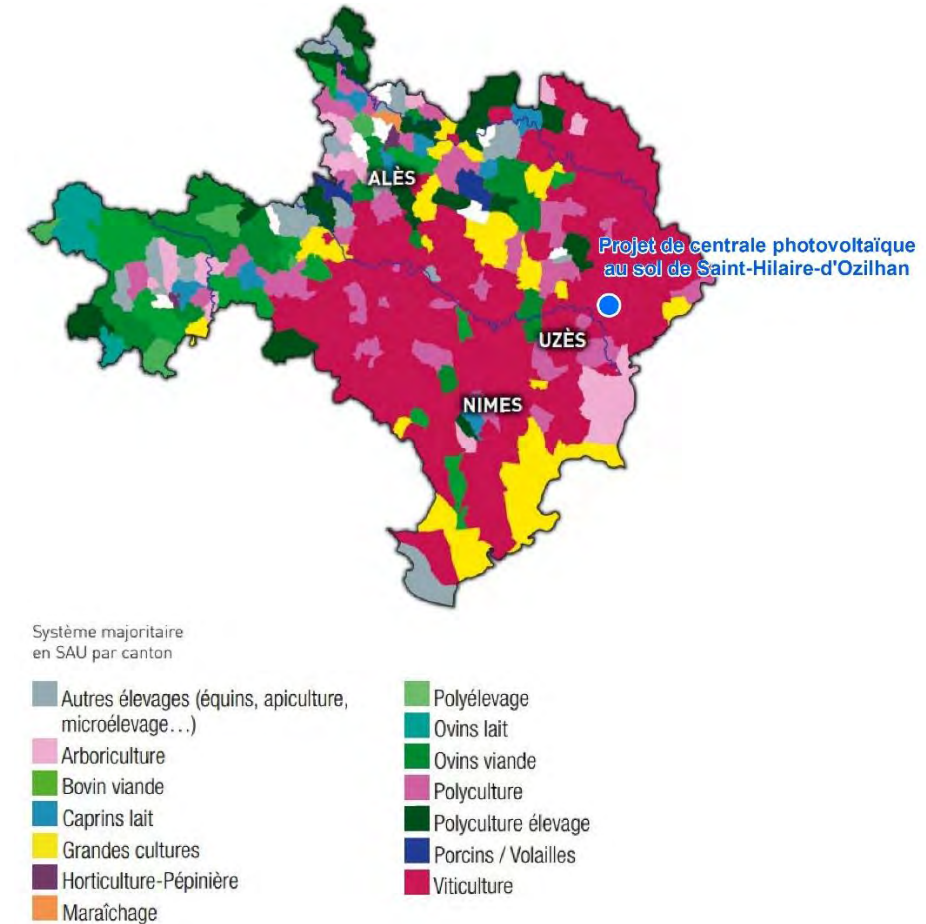 ALÈS
Projet de centrale photovoltaïque
au sol de Saint-Hilaire-d'Ozilhan
UZÈS
NIMES
Système majoritaire
en SAU par canton
Autres élevages (équins, apiculture,
microélevage...)
Arboriculture
Bovin viande
Caprins lait
Grandes cultures
Horticulture-Pépinière
Maraîchage
Polyélevage
Ovins lait
Ovins viande
Polyculture
Polyculture élevage
Porcins / Volailles
Viticulture